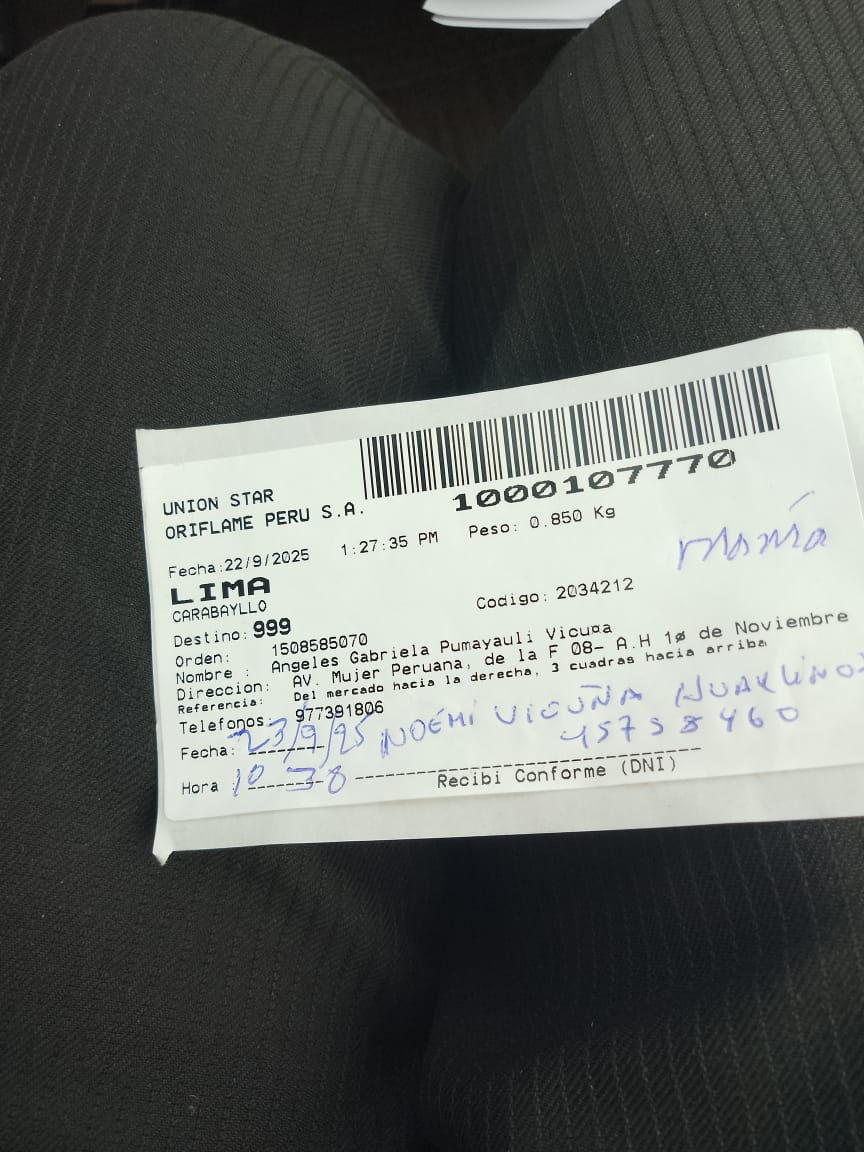 1000107770
UNION STAR
ORIFLAME PERU S.A.
Fecha:22/9/2025 1:27:35 PM Peso: 0.850 Kg
mamía
LIMA
CARABAYLLO
Codigo: 2034212
Destino: 999
Orden: 1508585070
Nombre : Angeles Gabriela Pumayauli Vicuña
Direccion: AV. Mujer Peruana, de la F 08- A.H 1ø de Noviembre
Referencia: Del mercado hacia la derecha, 3 cuadras hacia arriba
Telefonos: 977391806
Fecha: 23/9/25 NOEMI VICUÑA
Hora : 10 38
Recibi Conforme (DNI)